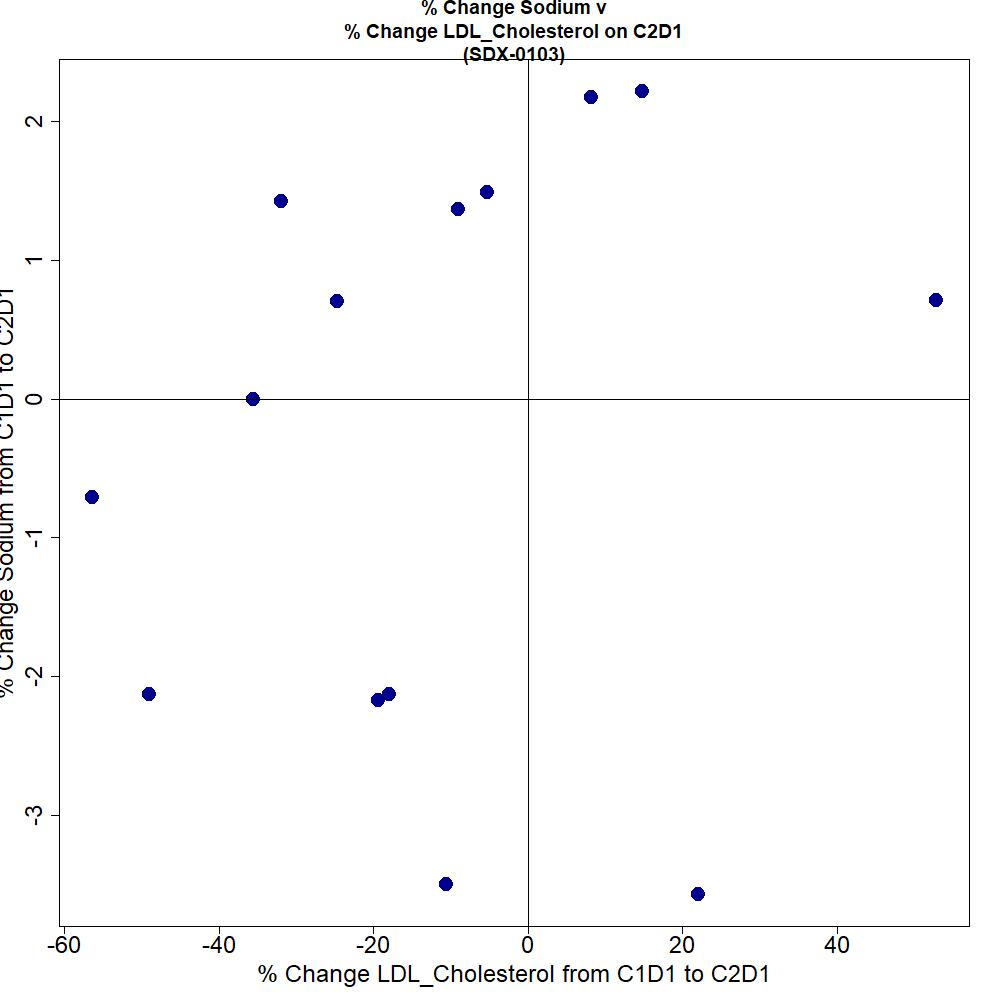 % Change Sodium v
% Change LDL_Cholesterol on C2D1
(SDX-0103)
% Change Sodium from C1D1 to C2D1
2
1
0
-1
-2
-3
-60
-40
-20
0
20
40
% Change LDL_Cholesterol from C1D1 to C2D1